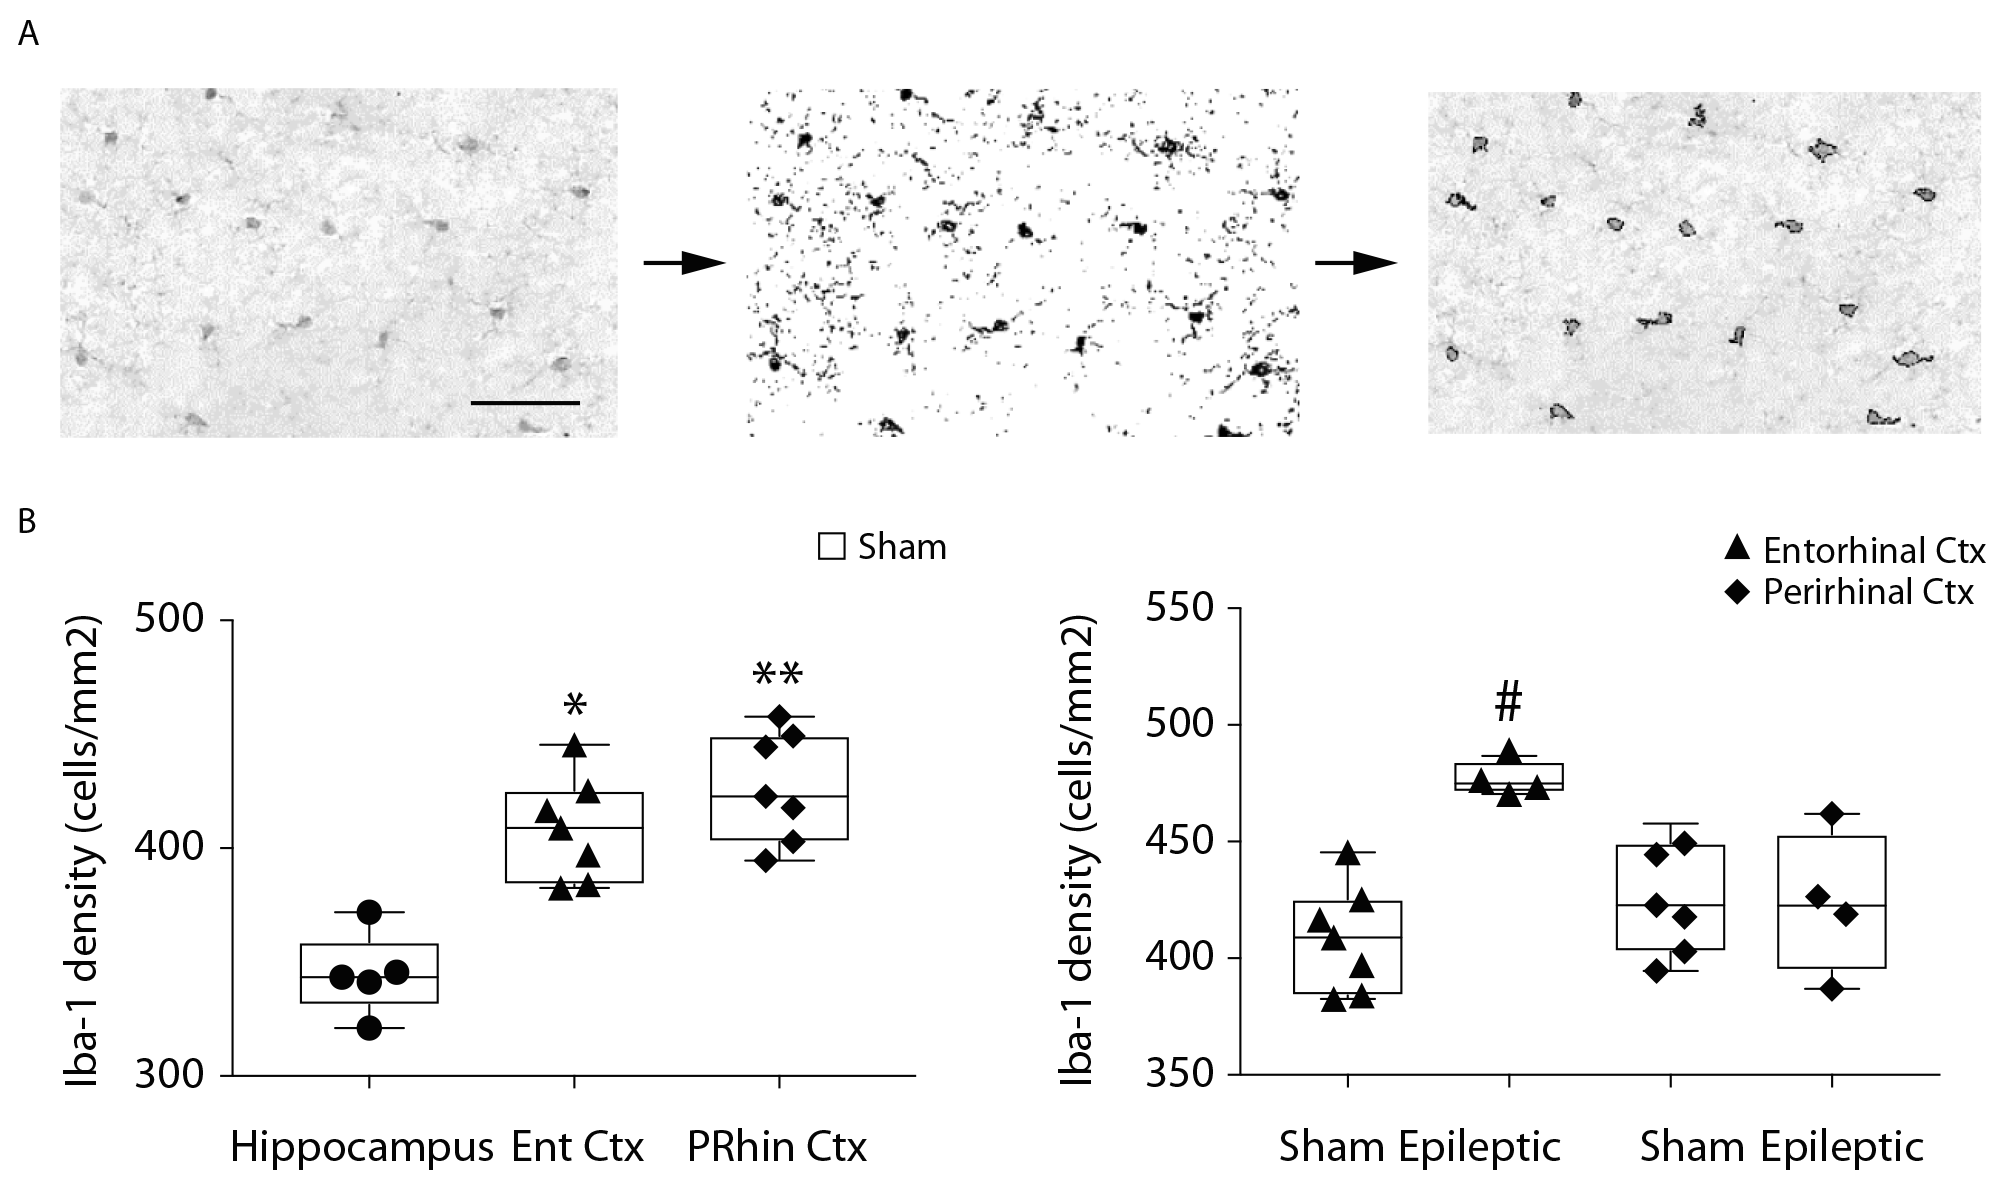 A
B
Sham
Iba-1 density (cells/mm2)
500
400
300
*
**
Hippocampus Ent Ctx PRhin Ctx
Entorhinal Ctx
Perirhinal Ctx
Iba-1 density (cells/mm2)
550
500
450
400
350
#
Sham Epileptic Sham Epileptic